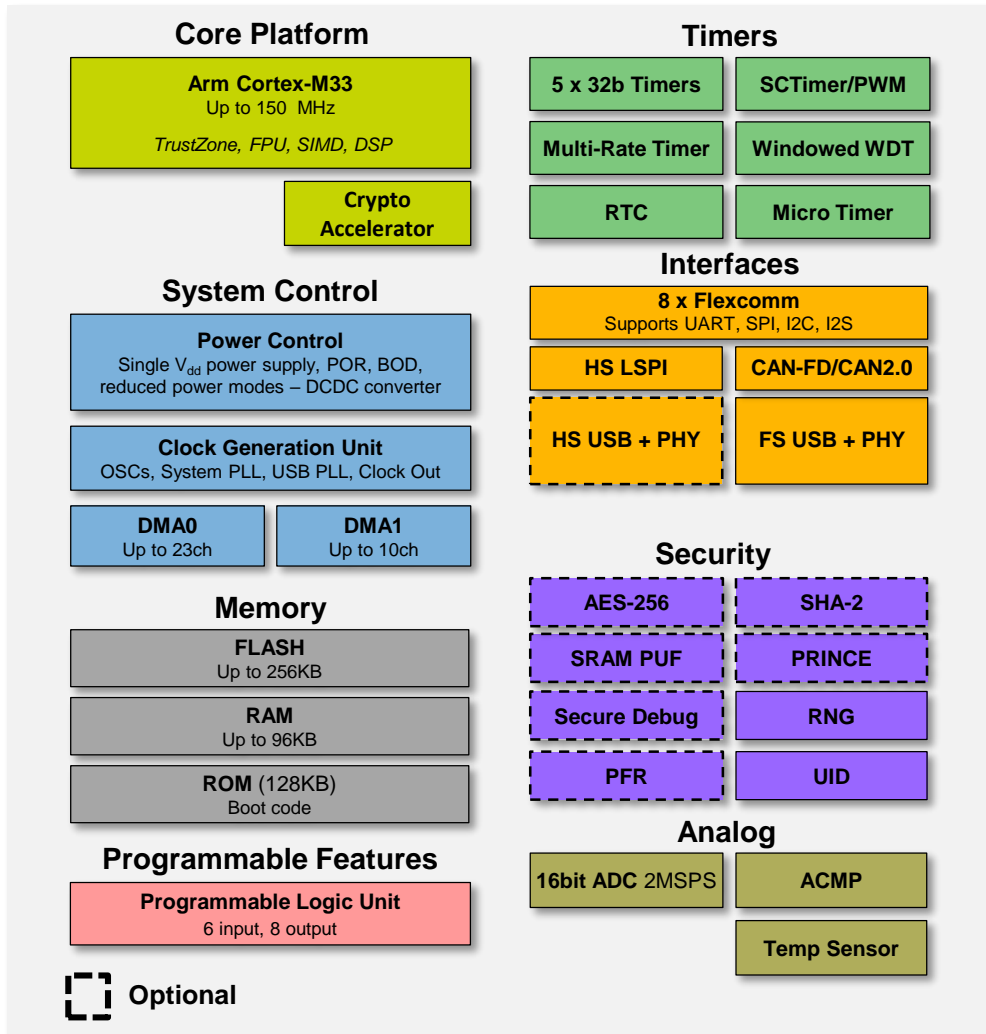 Core Platform
Arm Cortex-M33
Up to 150 MHz
TrustZone, FPU, SIMD, DSP
Crypto
Accelerator
System Control
Power Control
Single Vdd power supply, POR, BOD,
reduced power modes – DCDC converter
Clock Generation Unit
OSCs, System PLL, USB PLL, Clock Out
DMA0
Up to 23ch
DMA1
Up to 10ch
Memory
FLASH
Up to 256KB
RAM
Up to 96KB
ROM (128KB)
Boot code
Programmable Features
Programmable Logic Unit
6 input, 8 output
Optional
Timers
5 x 32b Timers
SCTimer/PWM
Multi-Rate Timer
Windowed WDT
RTC
Micro Timer
Interfaces
8 x Flexcomm
Supports UART, SPI, I2C, I2S
HS LSPI
CAN-FD/CAN2.0
HS USB + PHY
FS USB + PHY
Security
AES-256
SHA-2
SRAM PUF
PRINCE
Secure Debug
RNG
PFR
UID
Analog
16bit ADC 2MSPS
ACMP
Temp Sensor